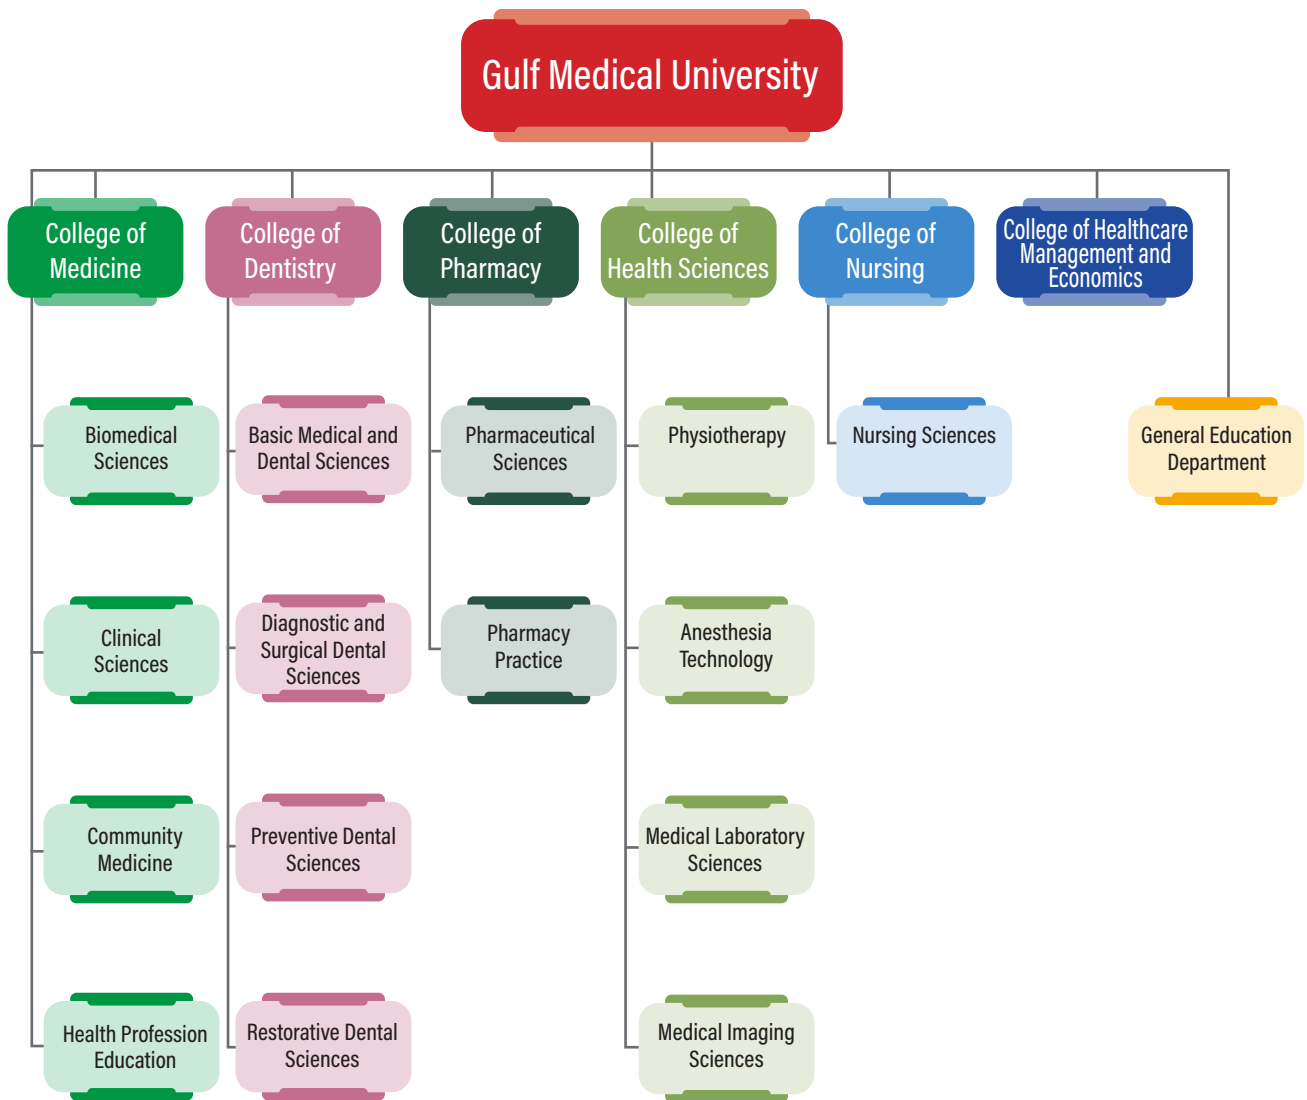 Gulf Medical University
College of
Medicine
College of
Dentistry
College of
Pharmacy
College of
Health Sciences
College of
Nursing
College of Healthcare
Management and
Economics
Biomedical
Sciences
Basic Medical and
Dental Sciences
Pharmaceutical
Sciences
Physiotherapy
Nursing Sciences
General Education
Department
Clinical
Sciences
Diagnostic and
Surgical Dental
Sciences
Pharmacy
Practice
Anesthesia
Technology
Community
Medicine
Preventive Dental
Sciences
Medical Laboratory
Sciences
Health Profession
Education
Restorative Dental
Sciences
Medical Imaging
Sciences